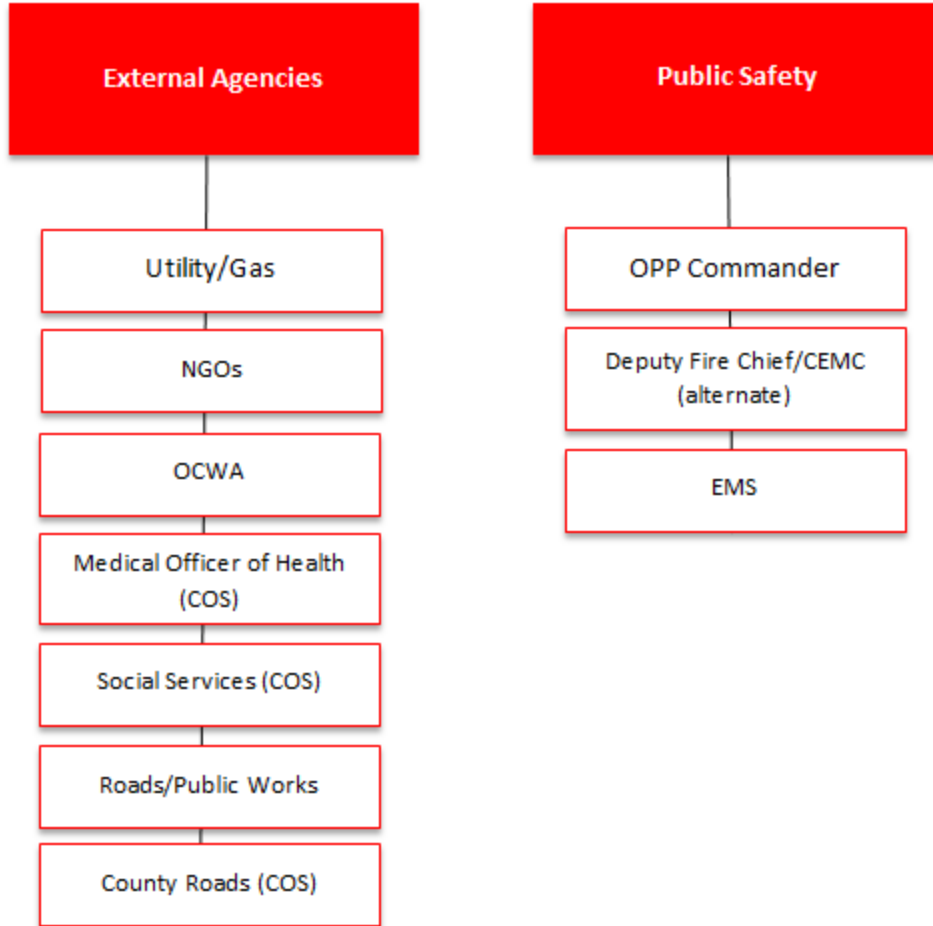 External Agencies
Utility/Gas
NGOs
OCWA
Medical Officer of Health
(COS)
Social Services (COS)
Roads/Public Works
County Roads (COS)
Public Safety
OPP Commander
Deputy Fire Chief/CEMC
(alternate)
EMS